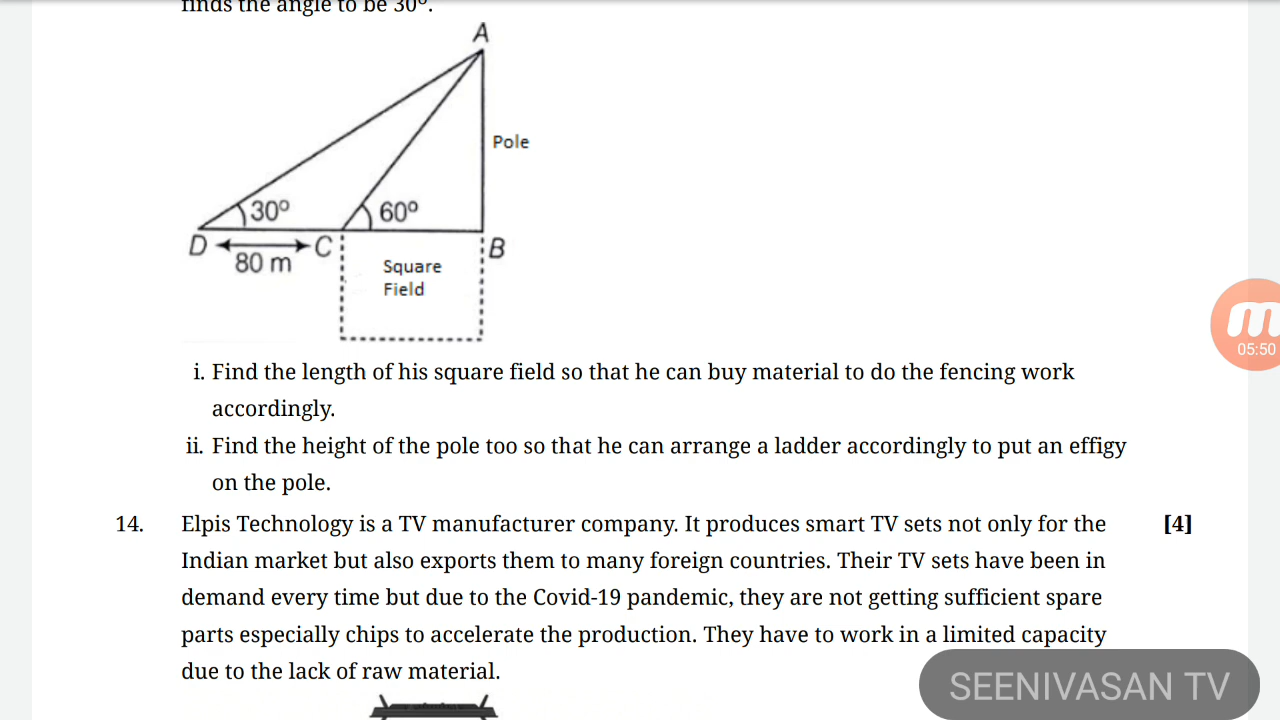 finds the angle to be 30º.
A
Pole
30º
60º
D
C
B
80 m
Square
Field
i. Find the length of his square field so that he can buy material to do the fencing work
accordingly.
ii. Find the height of the pole too so that he can arrange a ladder accordingly to put an effigy
on the pole.
14. Elpis Technology is a TV manufacturer company. It produces smart TV sets not only for the [4]
Indian market but also exports them to many foreign countries. Their TV sets have been in
demand every time but due to the Covid-19 pandemic, they are not getting sufficient spare
parts especially chips to accelerate the production. They have to work in a limited capacity
due to the lack of raw material.
05:50
SEENIVASAN TV